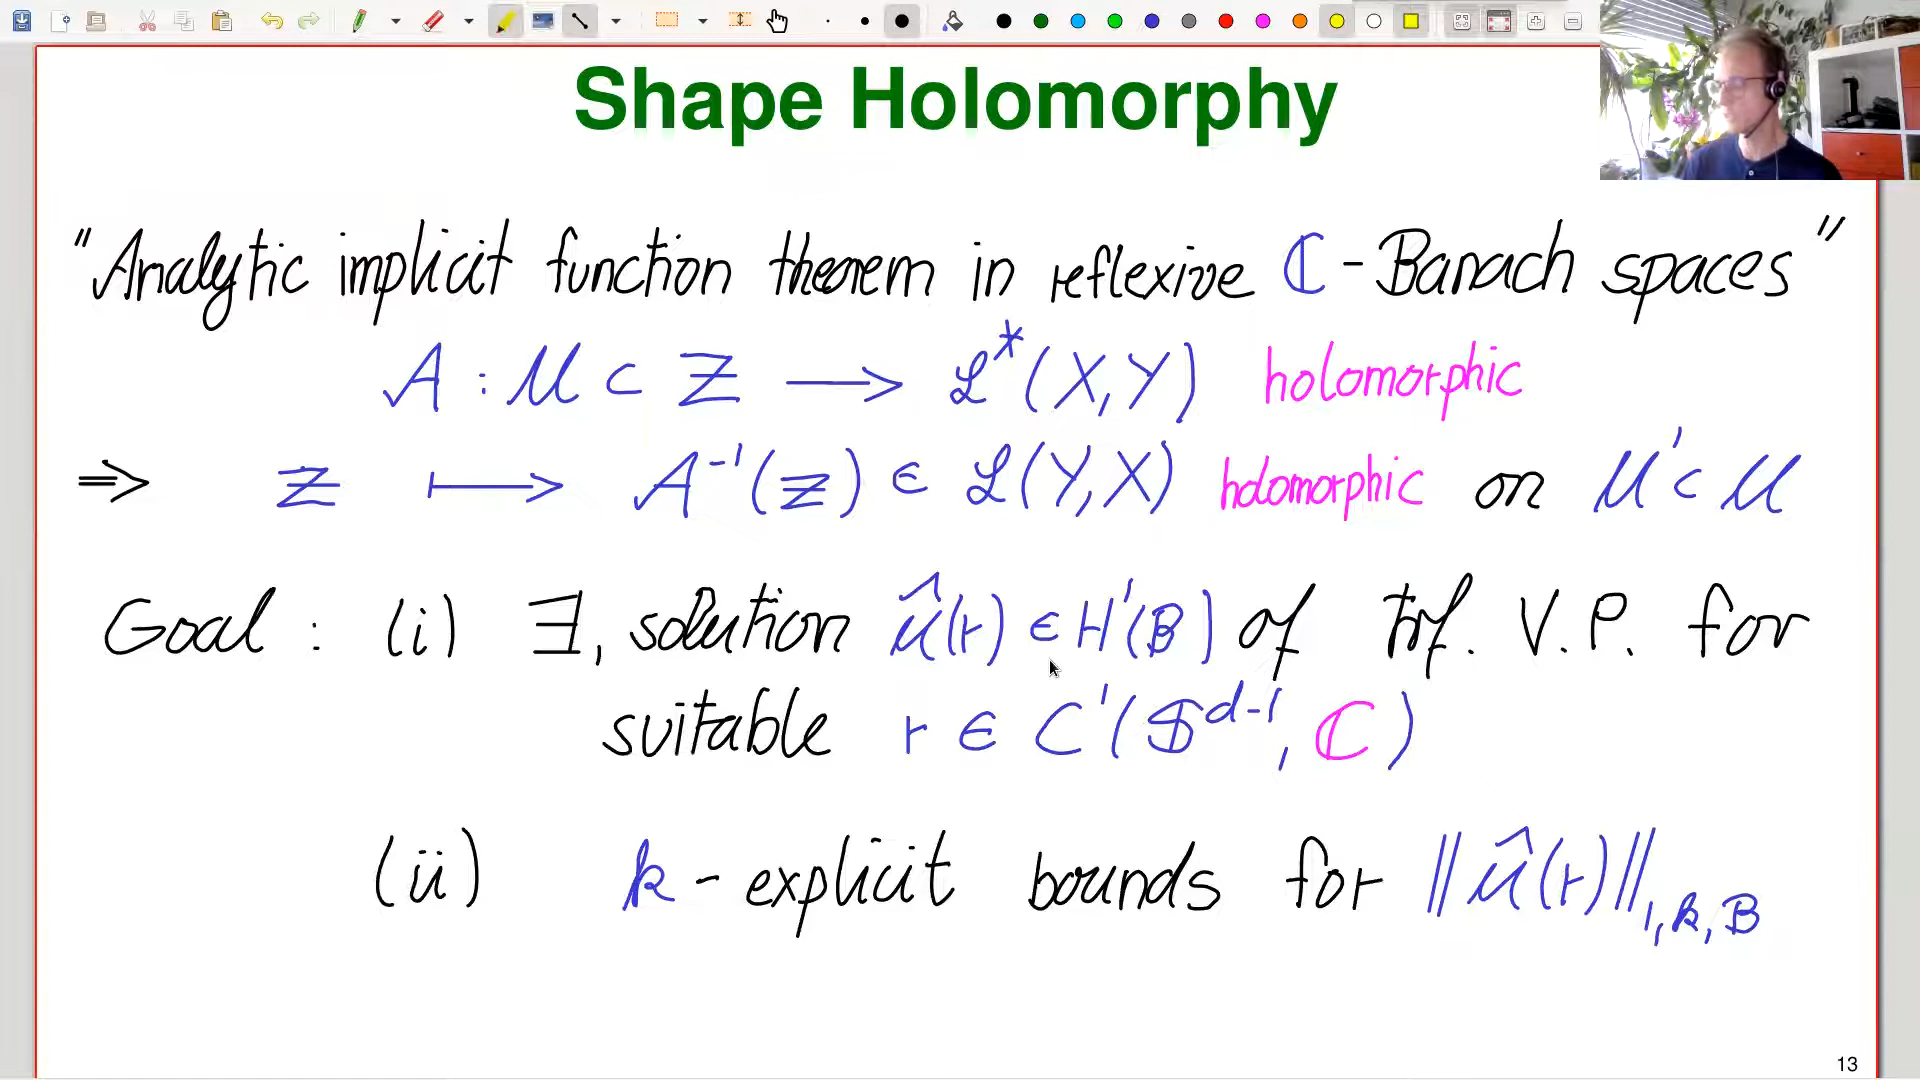 Shape Holomorphy
"Analytic implicit function theorem in reflexive ℂ-Banach spaces"
𝒜 : 𝒰 ⊂ Z ⟶ ℒ*(X,Y) holomorphic
⇒ z ⟼ 𝒜⁻¹(z) ∈ ℒ(Y,X) holomorphic on 𝒰' ⊂ 𝒰
Goal : (i) ∃, solution û(r) ∈ H¹(B) of trf. V.P. for
suitable r ∈ C¹(𝕊ᵈ⁻¹, ℂ)
(ii) k-explicit bounds for ‖û(r)‖₁,ₖ,B
13